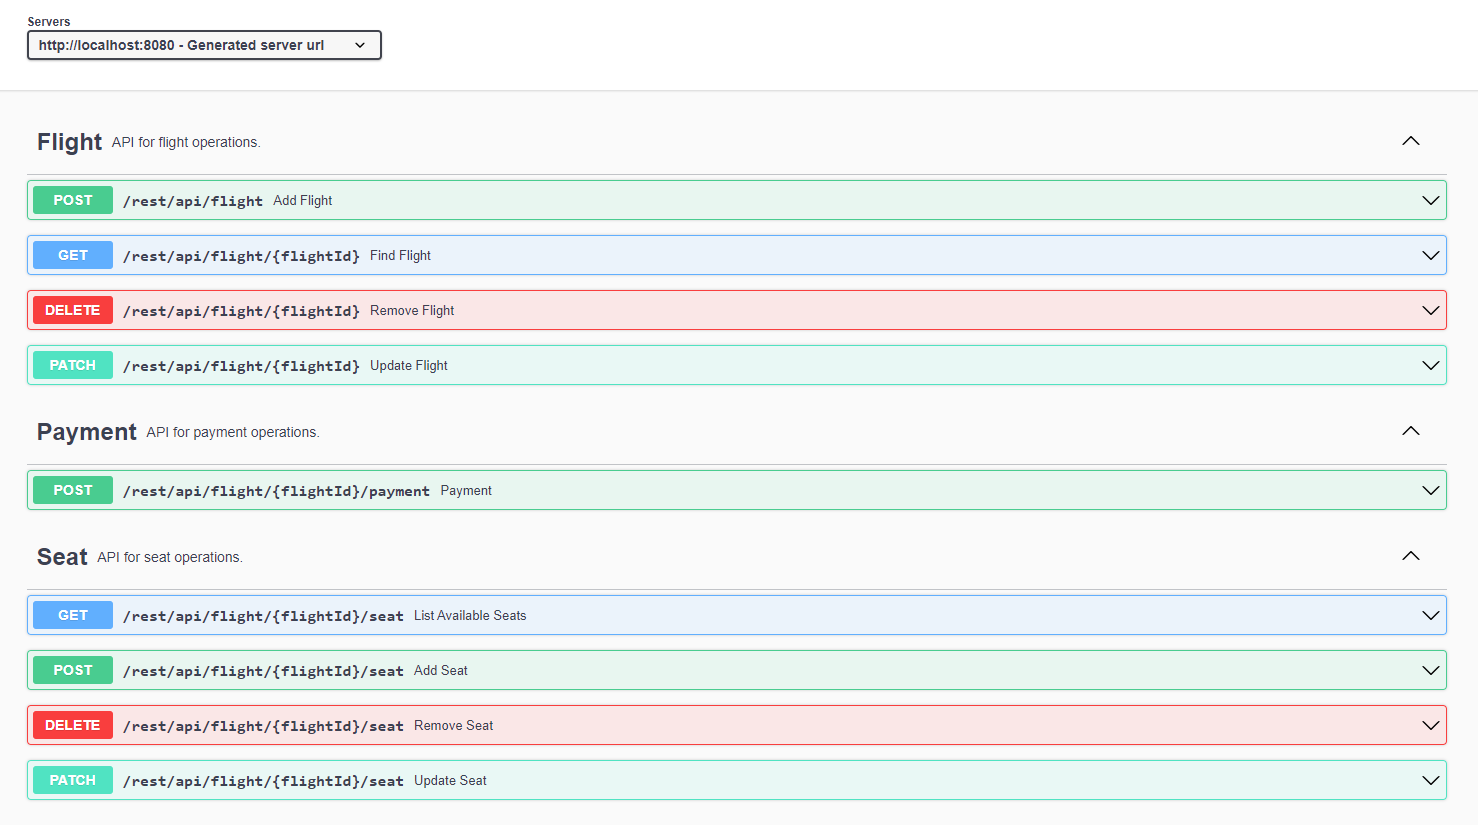 Servers
http://localhost:8080 - Generated server url
Flight API for flight operations.
POST /rest/api/flight Add Flight
GET /rest/api/flight/{flightId} Find Flight
DELETE /rest/api/flight/{flightId} Remove Flight
PATCH /rest/api/flight/{flightId} Update Flight
Payment API for payment operations.
POST /rest/api/flight/{flightId}/payment Payment
Seat API for seat operations.
GET /rest/api/flight/{flightId}/seat List Available Seats
POST /rest/api/flight/{flightId}/seat Add Seat
DELETE /rest/api/flight/{flightId}/seat Remove Seat
PATCH /rest/api/flight/{flightId}/seat Update Seat